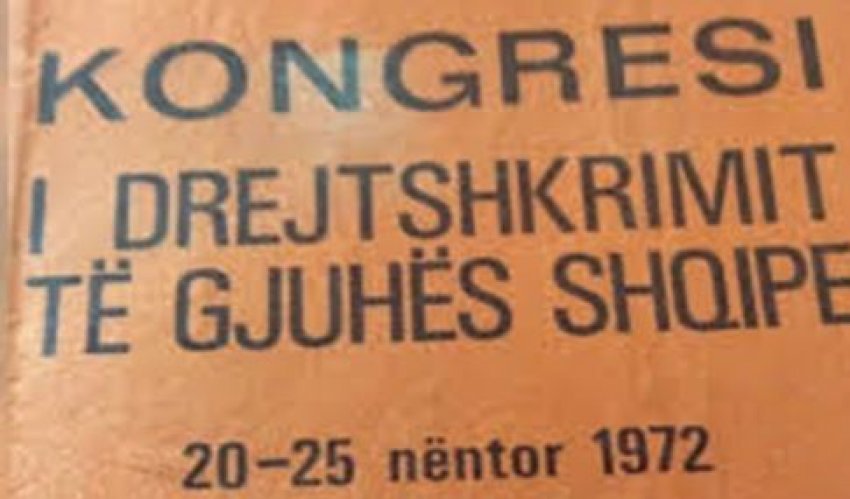 KONGRESI
I DREJTSHKRIMIT
TË GJUHËS SHQIPE
20-25 nëntor 1972